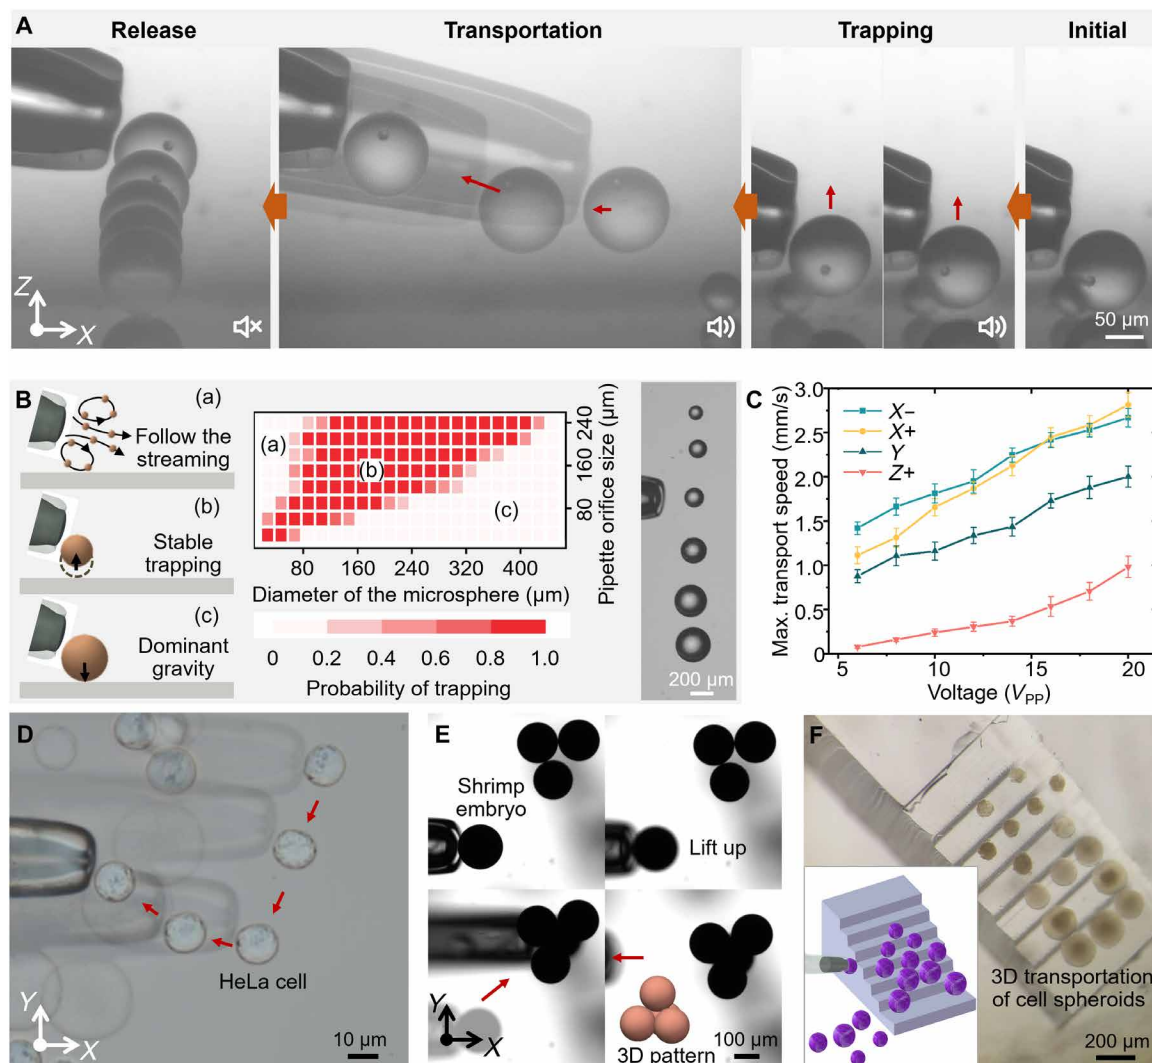 A
Release
Transportation
Trapping
Initial
Z
X
50 µm
B
(a)
Follow the
streaming
(b)
Stable
trapping
(c)
Dominant
gravity
(a)
(b)
(c)
240
160
80
Pipette orifice size (µm)
80 160 240 320 400
Diameter of the microsphere (µm)
0 0.2 0.4 0.6 0.8 1.0
Probability of trapping
200 µm
C
Max. transport speed (mm/s)
3.0
2.5
2.0
1.5
1.0
0.5
0
X−
X+
Y
Z+
5 10 15 20
Voltage (VPP)
D
HeLa cell
Y
X
10 µm
E
Shrimp
embryo
Lift up
Y
X
3D pattern
100 µm
F
3D transportation
of cell spheroids
200 µm